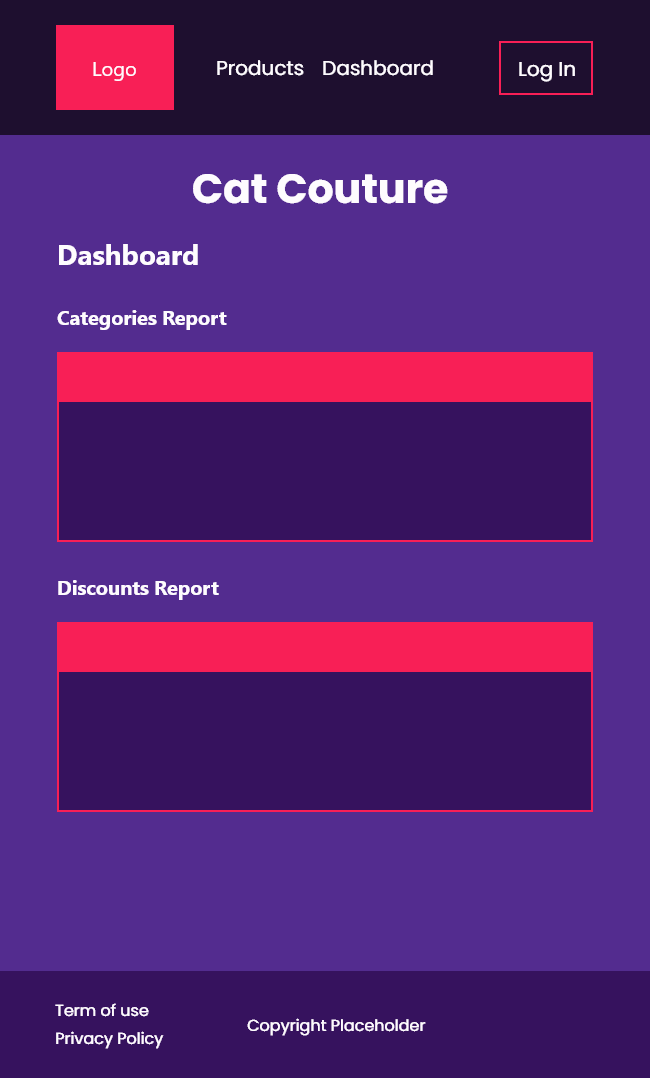 Logo
Products Dashboard
Log In
Cat Couture
Dashboard
Categories Report
Discounts Report
Term of use
Privacy Policy
Copyright Placeholder